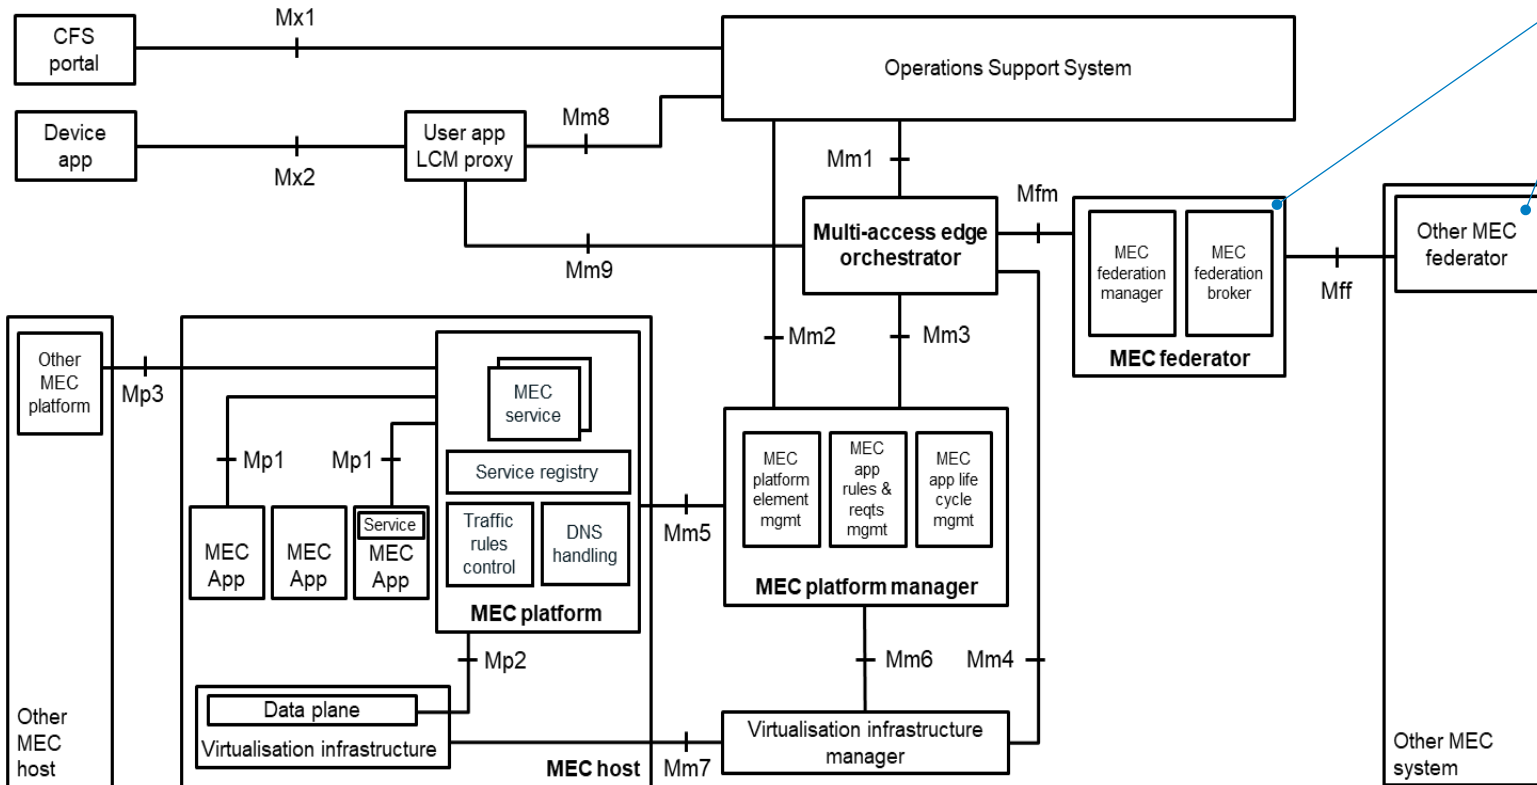 CFS
portal
Mx1
Operations Support System
Device
app
Mx2
User app
LCM proxy
Mm8
Mm1
Mm9
Multi-access edge
orchestrator
Mfm
MEC
federation
manager
MEC
federation
broker
MEC federator
Mff
Other MEC
federator
Other MEC
system
Mm2
Mm3
Other
MEC
platform
Mp3
Other
MEC
host
Mp1
Mp1
MEC
service
Service registry
Traffic
rules
control
DNS
handling
MEC platform
MEC
App
MEC
App
Service
MEC
App
Mm5
MEC
platform
element
mgmt
MEC
app
rules &
reqts
mgmt
MEC
app life
cycle
mgmt
MEC platform manager
Mp2
Mm6
Mm4
Data plane
Virtualisation infrastructure
MEC host
Mm7
Virtualisation infrastructure
manager